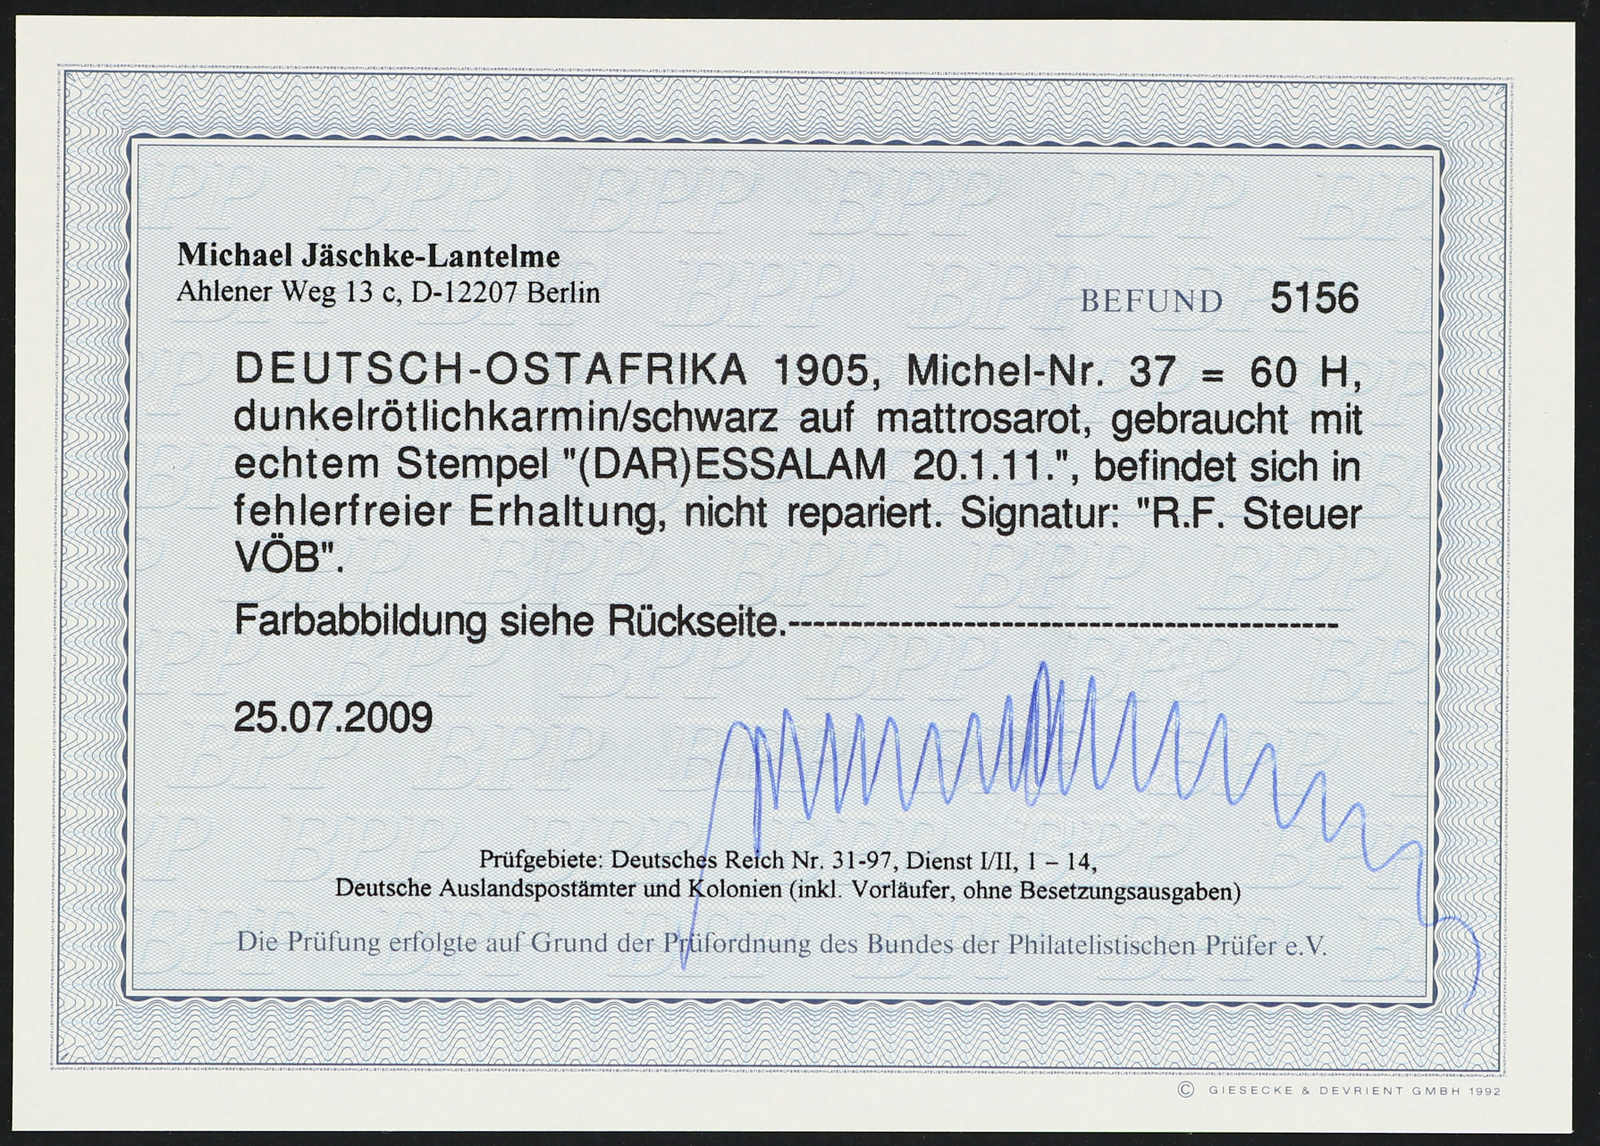 Michael Jäschke-Lantelme
Ahlener Weg 13 c, D-12207 Berlin
BEFUND 5156
DEUTSCH-OSTAFRIKA 1905, Michel-Nr. 37 = 60 H,
dunkelrötlichkarmin/schwarz auf mattrosarot, gebraucht mit
echtem Stempel "(DAR)ESSALAM 20.1.11.", befindet sich in
fehlerfreier Erhaltung, nicht repariert. Signatur: "R.F. Steuer
VÖB".
Farbabbildung siehe Rückseite.--------------------------------------------
25.07.2009
Prüfgebiete: Deutsches Reich Nr. 31-97, Dienst I/II, 1 – 14,
Deutsche Auslandspostämter und Kolonien (inkl. Vorläufer, ohne Besetzungsausgaben)
Die Prüfung erfolgte auf Grund der Prüfordnung des Bundes der Philatelistischen Prüfer e.V.
© GIESECKE & DEVRIENT GMBH 1992